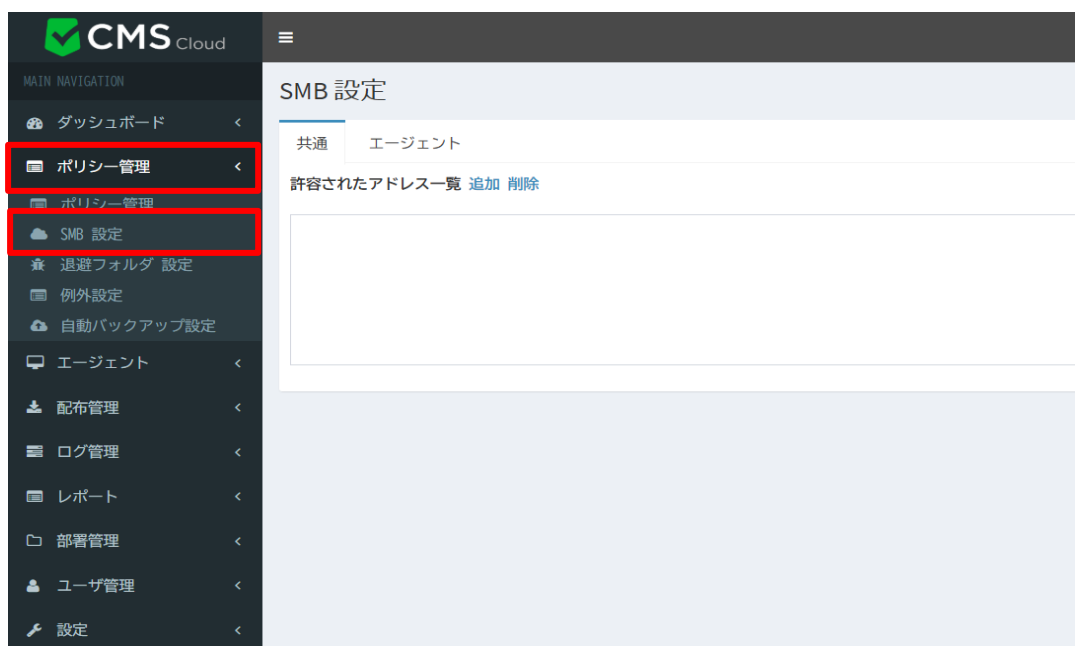 CMS Cloud
MAIN NAVIGATION
ダッシュボード
ポリシー管理
ポリシー管理
SMB 設定
退避フォルダ 設定
例外設定
自動バックアップ設定
エージェント
配布管理
ログ管理
レポート
部署管理
ユーザ管理
設定
SMB 設定
共通 エージェント
許容されたアドレス一覧 追加 削除